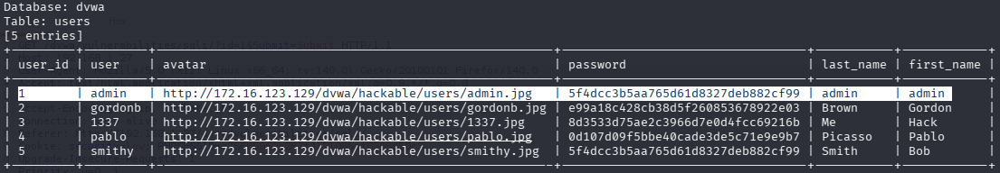 Database: dvwa
Table: users
[5 entries]
+---------+---------+--------------------------------------------------+----------------------------------+-----------+------------+
| user_id | user | avatar | password | last_name | first_name |
+---------+---------+--------------------------------------------------+----------------------------------+-----------+------------+
| 1 | admin | http://172.16.123.129/dvwa/hackable/users/admin.jpg | 5f4dcc3b5aa765d61d8327deb882cf99 | admin | admin |
| 2 | gordonb | http://172.16.123.129/dvwa/hackable/users/gordonb.jpg | e99a18c428cb38d5f260853678922e03 | Brown | Gordon |
| 3 | 1337 | http://172.16.123.129/dvwa/hackable/users/1337.jpg | 8d3533d75ae2c3966d7e0d4fcc69216b | Me | Hack |
| 4 | pablo | http://172.16.123.129/dvwa/hackable/users/pablo.jpg | 0d107d09f5bbe40cade3de5c71e9e9b7 | Picasso | Pablo |
| 5 | smithy | http://172.16.123.129/dvwa/hackable/users/smithy.jpg | 5f4dcc3b5aa765d61d8327deb882cf99 | Smith | Bob |
+---------+---------+--------------------------------------------------+----------------------------------+-----------+------------+